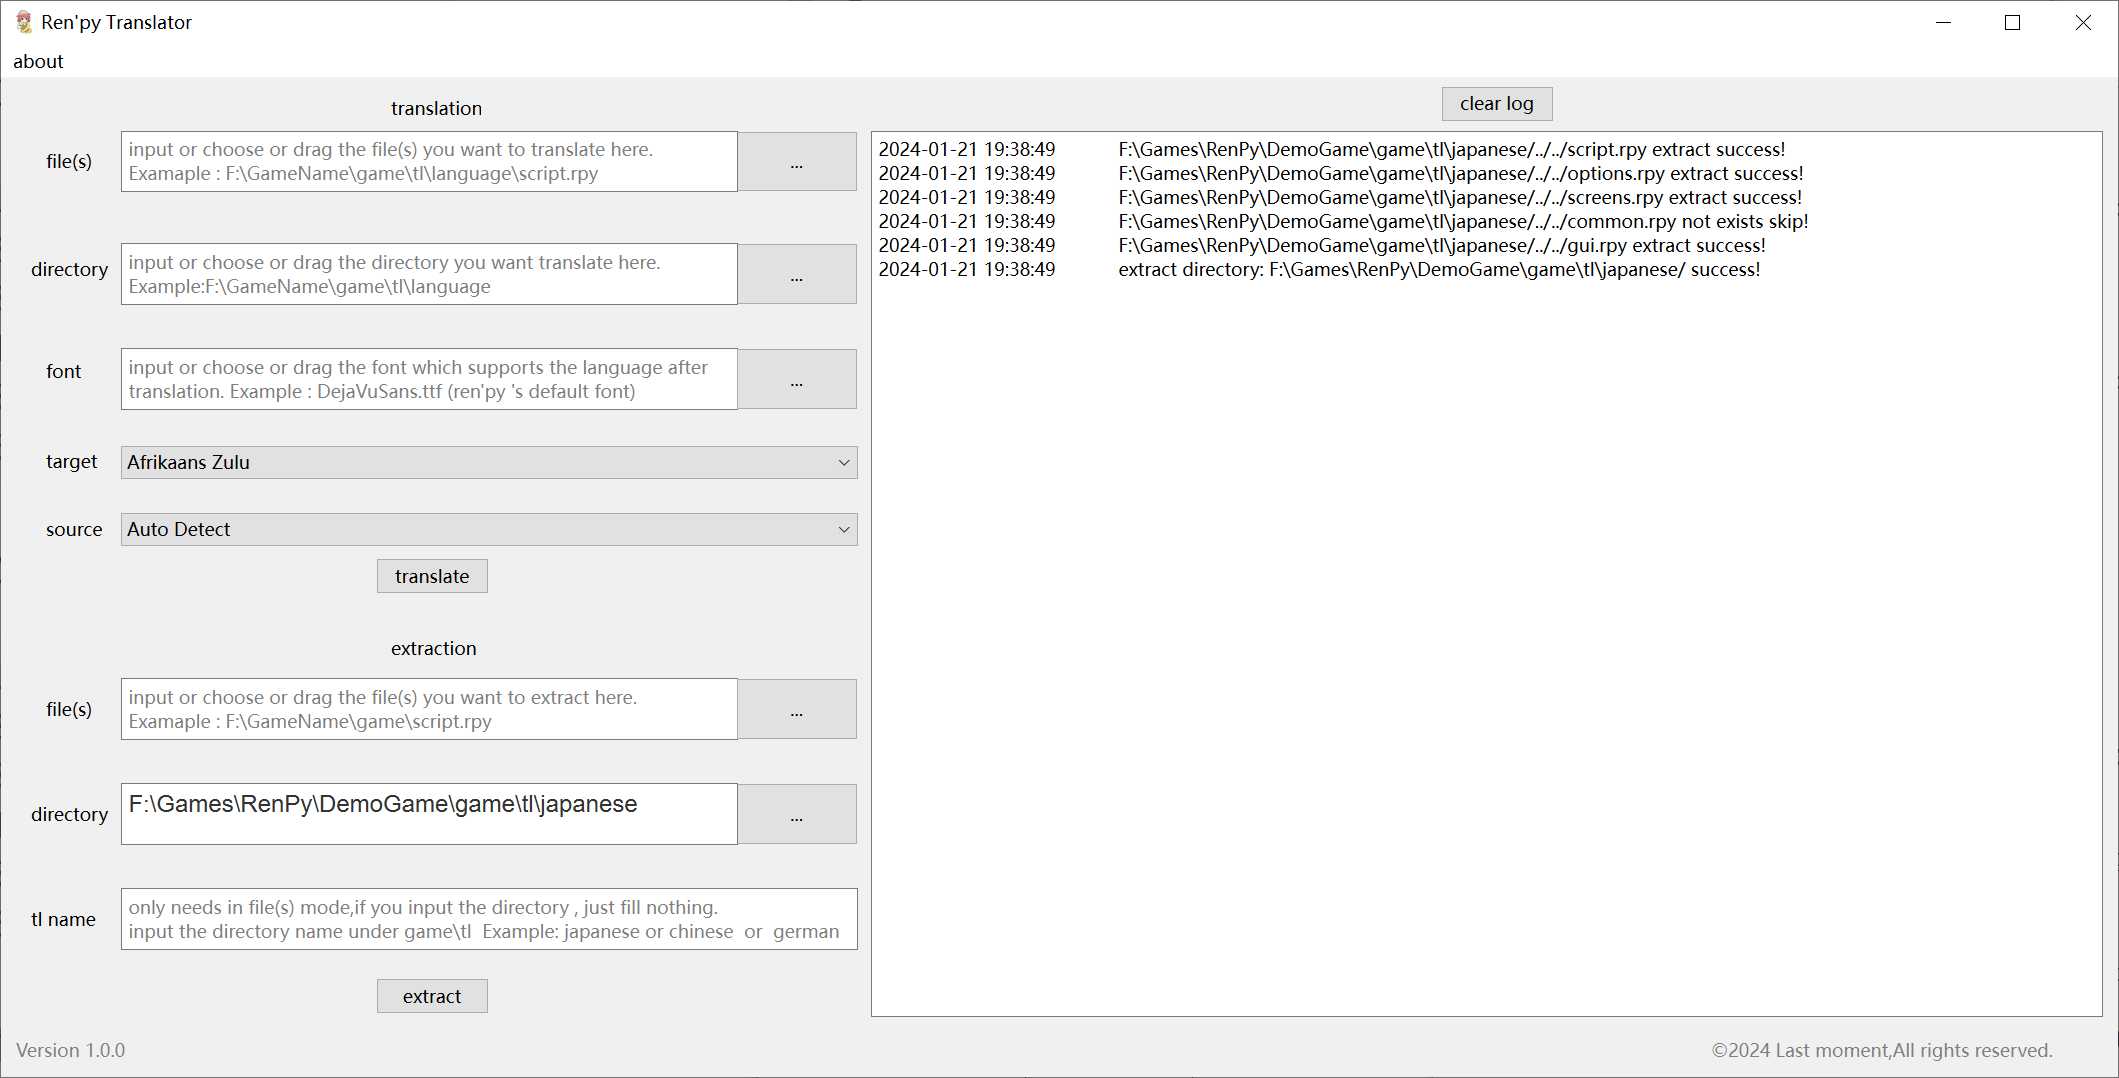 Ren'py Translator
about
translation
file(s)
input or choose or drag the file(s) you want to translate here.
Examaple : F:\GameName\game\tl\language\script.rpy
...
directory
input or choose or drag the directory you want translate here.
Example:F:\GameName\game\tl\language
...
font
input or choose or drag the font which supports the language after
translation. Example : DejaVuSans.ttf (ren'py 's default font)
...
target
Afrikaans Zulu
source
Auto Detect
translate
extraction
file(s)
input or choose or drag the file(s) you want to extract here.
Examaple : F:\GameName\game\script.rpy
...
directory
F:\Games\RenPy\DemoGame\game\tl\japanese
...
tl name
only needs in file(s) mode,if you input the directory , just fill nothing.
input the directory name under game\tl  Example: japanese or chinese  or  german
extract
clear log
2024-01-21 19:38:49 F:\Games\RenPy\DemoGame\game\tl\japanese/../../script.rpy extract success!
2024-01-21 19:38:49 F:\Games\RenPy\DemoGame\game\tl\japanese/../../options.rpy extract success!
2024-01-21 19:38:49 F:\Games\RenPy\DemoGame\game\tl\japanese/../../screens.rpy extract success!
2024-01-21 19:38:49 F:\Games\RenPy\DemoGame\game\tl\japanese/../../common.rpy not exists skip!
2024-01-21 19:38:49 F:\Games\RenPy\DemoGame\game\tl\japanese/../../gui.rpy extract success!
2024-01-21 19:38:49 extract directory: F:\Games\RenPy\DemoGame\game\tl\japanese/ success!
Version 1.0.0
©2024 Last moment,All rights reserved.